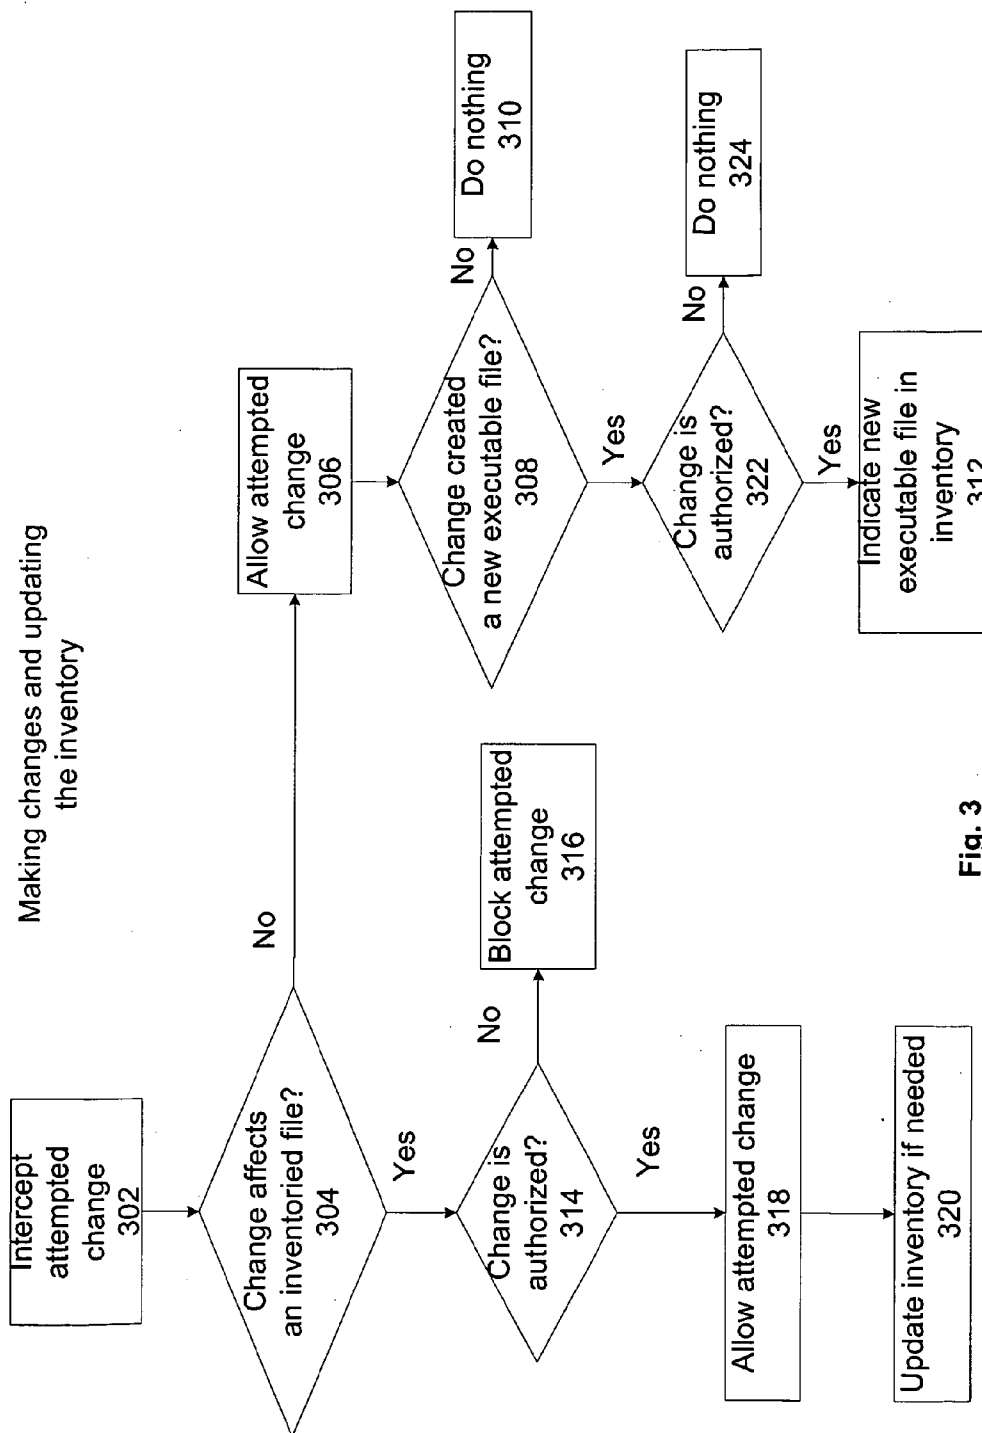 Making changes and updating
the inventory
Intercept
attempted
change
302
Change affects
an inventoried file?
304
No
Yes
Change is
authorized?
314
No
Block attempted
change
316
Yes
Allow attempted change
318
Update inventory if needed
320
Allow attempted
change
306
Change created
a new executable file?
308
No
Do nothing
310
Yes
Change is
authorized?
322
No
Do nothing
324
Yes
Indicate new
executable file in
inventory
312
Fig. 3